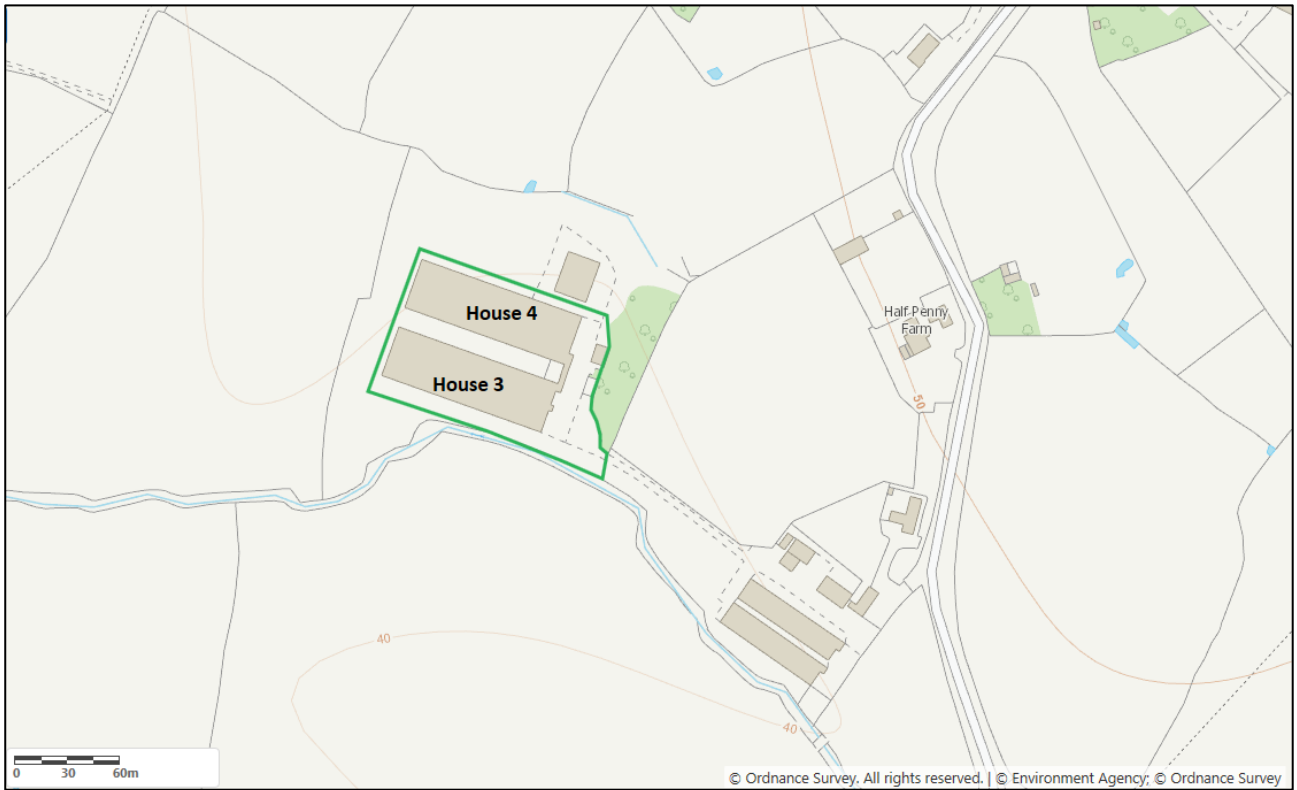 House 4
House 3
Half Penny
Farm
50
40
40
0 30 60m
© Ordnance Survey. All rights reserved. | © Environment Agency; © Ordnance Survey